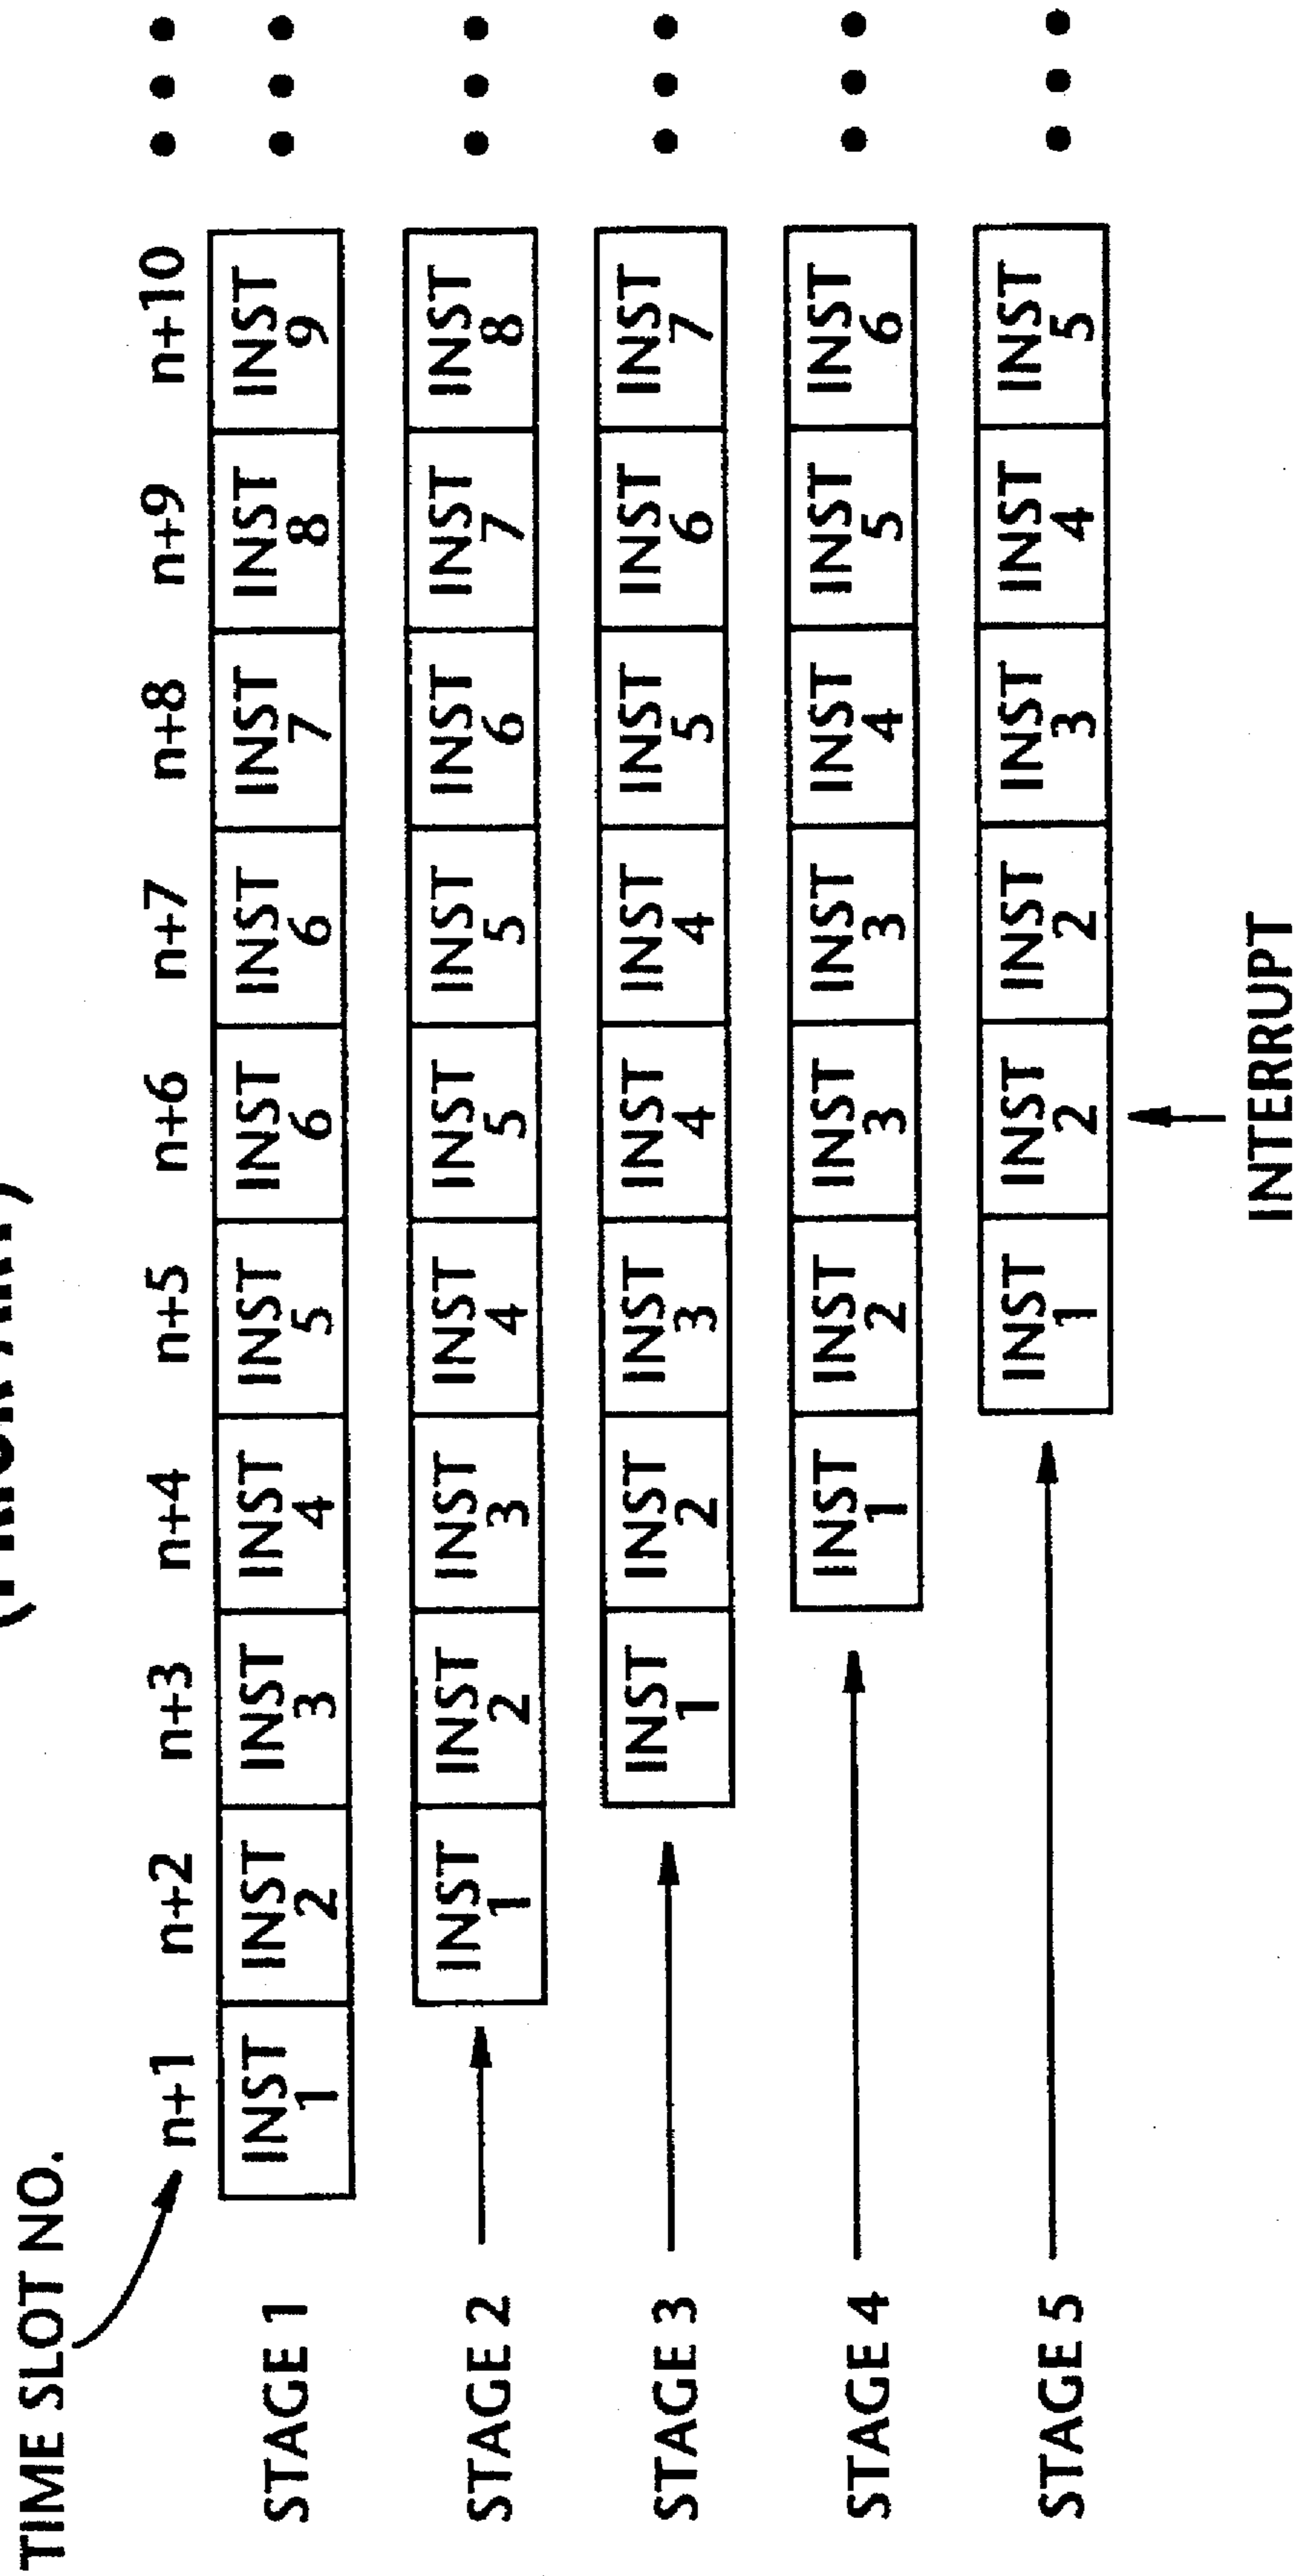 TIME SLOT NO.
n+1 n+2 n+3 n+4 n+5 n+6 n+7 n+8 n+9 n+10
STAGE 1
INST INST INST INST INST INST INST INST INST INST
1 2 3 4 5 6 6 7 8 9
STAGE 2
INST INST INST INST INST INST INST INST INST
1 2 3 4 5 5 6 7 8
STAGE 3
INST INST INST INST INST INST INST INST
1 2 3 4 4 5 6 7
STAGE 4
INST INST INST INST INST INST INST
1 2 3 3 4 5 6
STAGE 5
INST INST INST INST INST INST
1 2 2 3 4 5
INTERRUPT